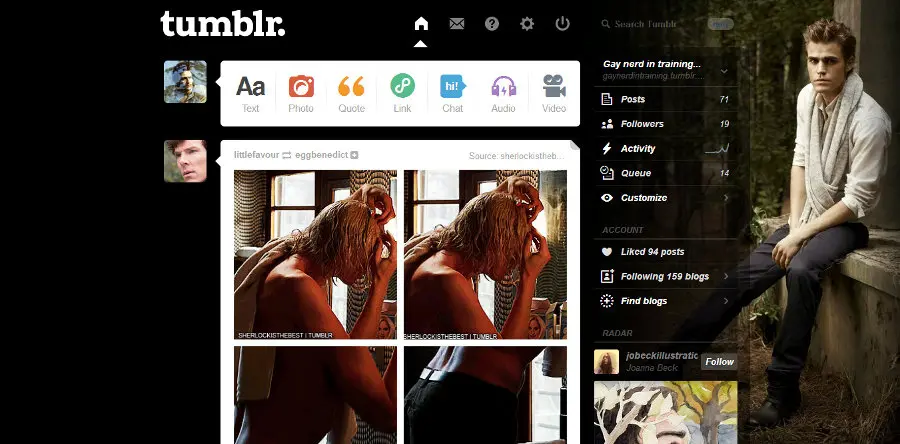 tumblr.
Search Tumblr
Aa
hi!
Text Photo Quote Link Chat Audio Video
littlefavour eggbenedict
Source: sherlockistheb...
SHERLOCKISTHEBEST | TUMBLR
SHERLOCKISTHEBEST | TUMBLR
Gay nerd in training...
gaynerdintraining.tumblr....
Posts 71
Followers 19
Activity
Queue 14
Customize
ACCOUNT
Liked 94 posts
Following 159 blogs
Find blogs
RADAR
jobeckillustratic
Joanna Beck
Follow